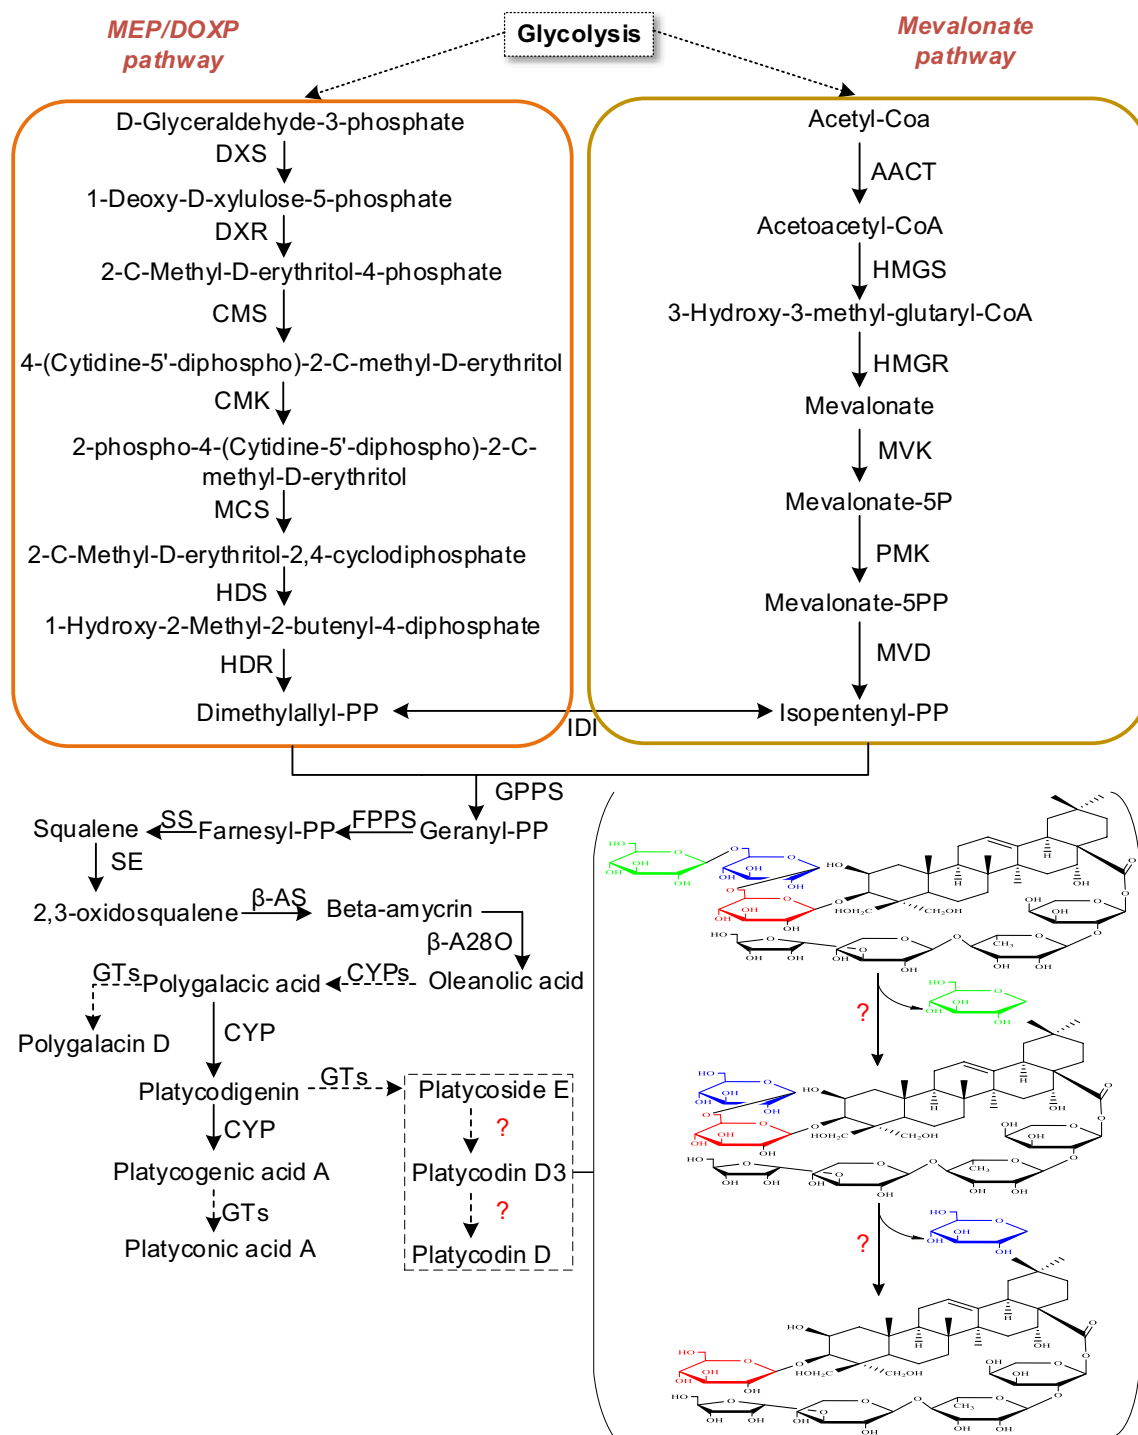 MEP/DOXP
pathway
Glycolysis
Mevalonate
pathway
D-Glyceraldehyde-3-phosphate
DXS
1-Deoxy-D-xylulose-5-phosphate
DXR
2-C-Methyl-D-erythritol-4-phosphate
CMS
4-(Cytidine-5'-diphospho)-2-C-methyl-D-erythritol
CMK
2-phospho-4-(Cytidine-5'-diphospho)-2-C-
methyl-D-erythritol
MCS
2-C-Methyl-D-erythritol-2,4-cyclodiphosphate
HDS
1-Hydroxy-2-Methyl-2-butenyl-4-diphosphate
HDR
Dimethylallyl-PP
Acetyl-Coa
AACT
Acetoacetyl-CoA
HMGS
3-Hydroxy-3-methyl-glutaryl-CoA
HMGR
Mevalonate
MVK
Mevalonate-5P
PMK
Mevalonate-5PP
MVD
Isopentenyl-PP
IDI
GPPS
Squalene
SS
Farnesyl-PP
FPPS
Geranyl-PP
SE
2,3-oxidosqualene
β-AS
Beta-amycrin
β-A28O
Oleanolic acid
CYPs
Polygalacic acid
GTs
Polygalacin D
CYP
Platycodigenin
GTs
CYP
Platycogenic acid A
GTs
Platyconic acid A
Platycoside E
?
Platycodin D3
?
Platycodin D
?
?